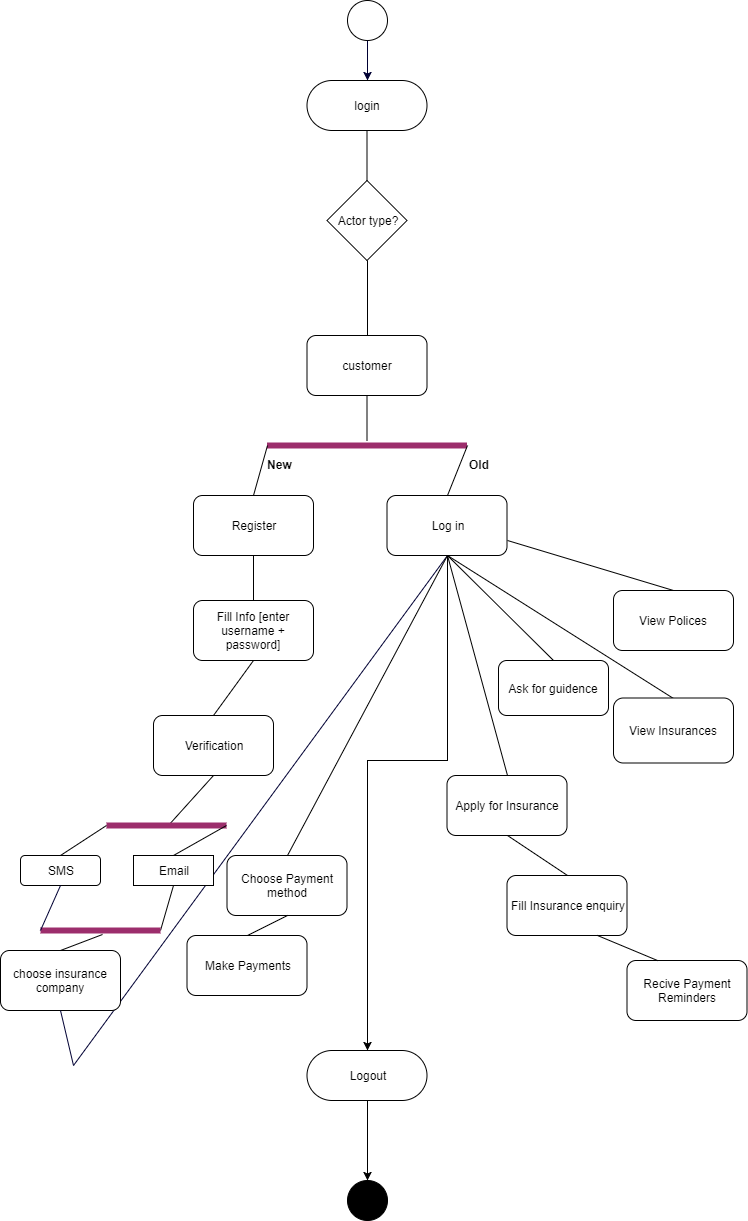 login
Actor type?
customer
New
Old
Register
Log in
Fill Info [enter
username +
password]
View Polices
Ask for guidence
View Insurances
Verification
Apply for Insurance
SMS
Email
Choose Payment
method
Fill Insurance enquiry
Make Payments
choose insurance
company
Recive Payment
Reminders
Logout